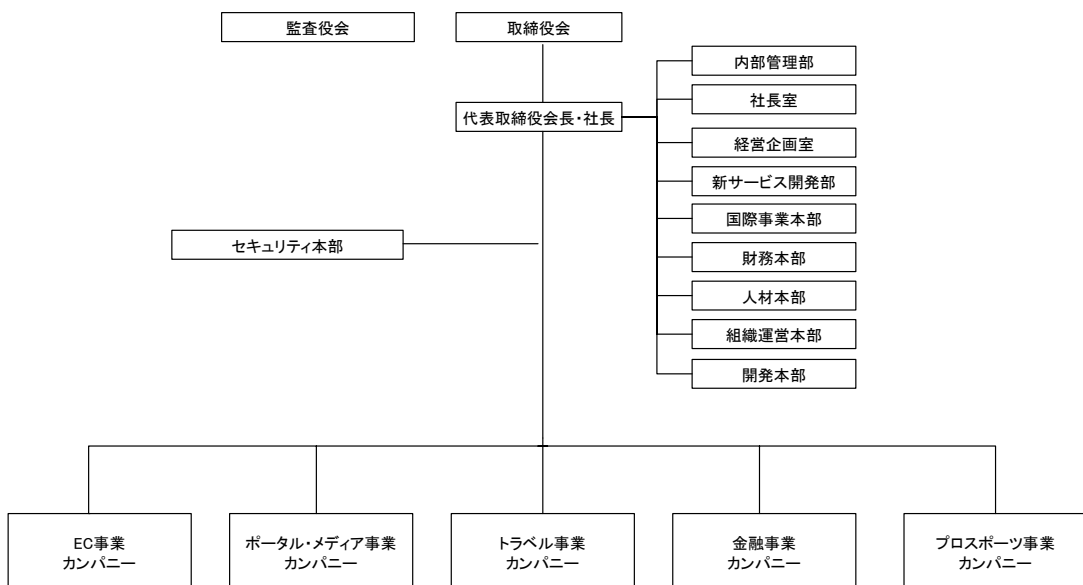 監査役会
取締役会
内部管理部
社長室
代表取締役会長・社長
経営企画室
新サービス開発部
国際事業本部
セキュリティ本部
財務本部
人材本部
組織運営本部
開発本部
EC事業
カンパニー
ポータル・メディア事業
カンパニー
トラベル事業
カンパニー
金融事業
カンパニー
プロスポーツ事業
カンパニー